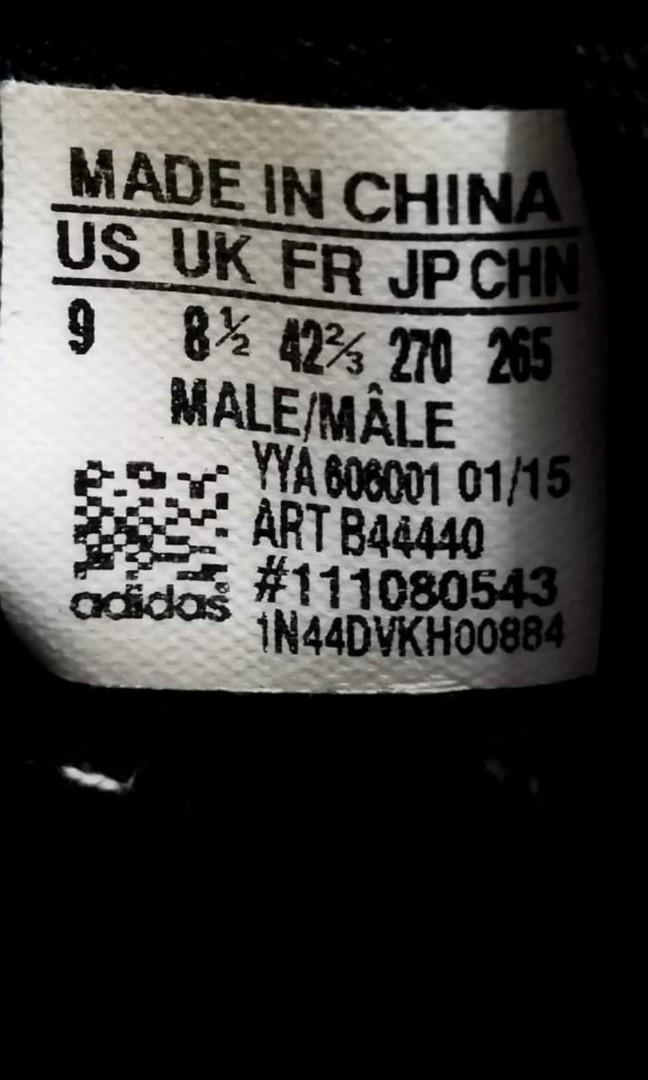 MADE IN CHINA
US UK FR JP CHN
9 8½ 42⅔ 270 265
MALE/MÂLE
YYA 606001 01/15
ART B44440
#111080543
adidas
1N44DVKH00884